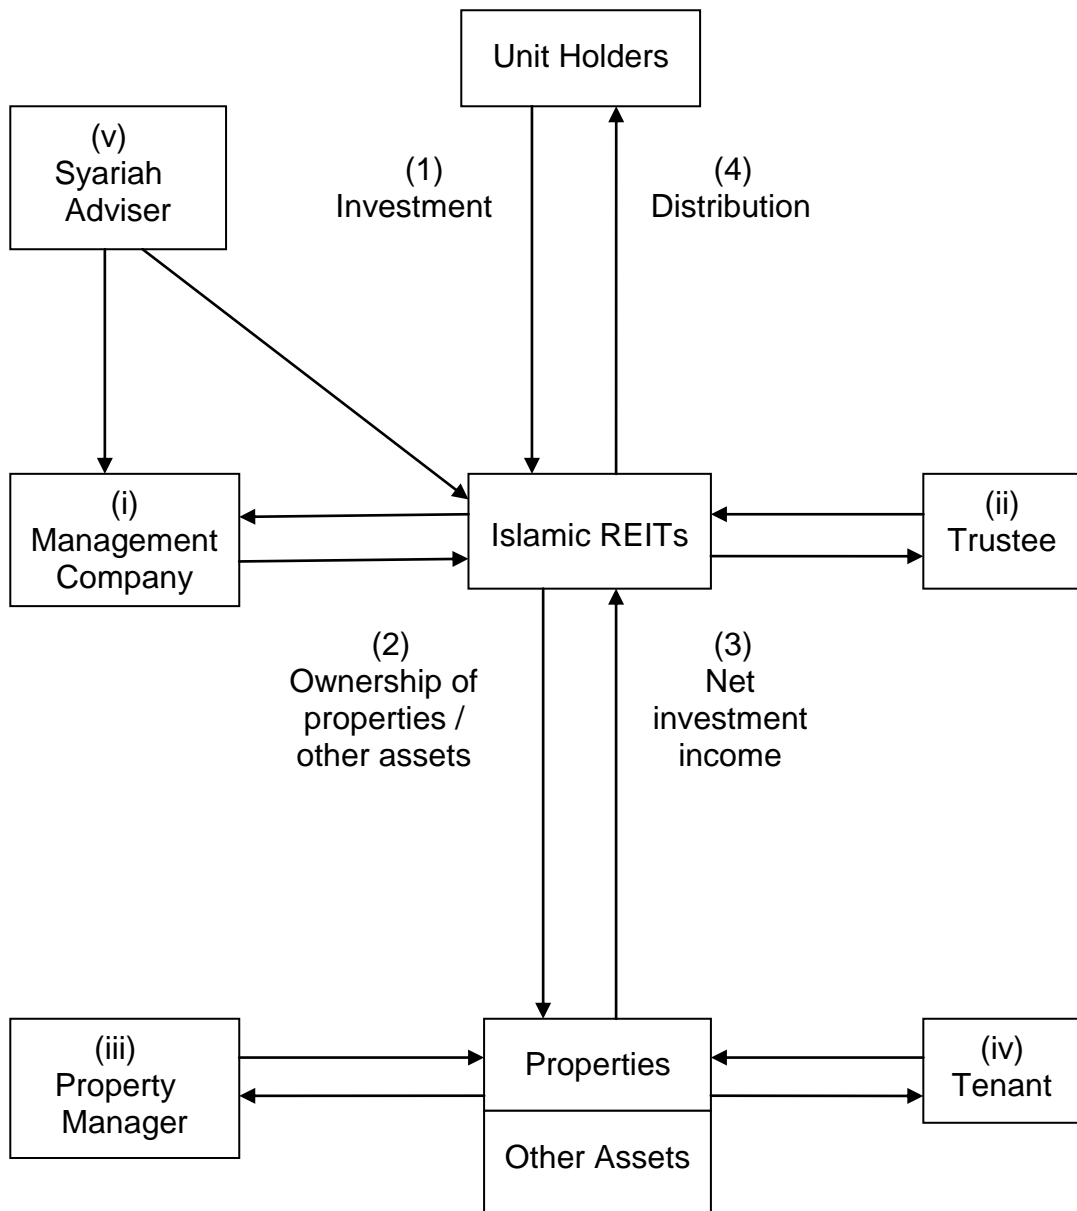 Unit Holders
(v)
Syariah
Adviser
(1)
Investment
(4)
Distribution
(i)
Management
Company
Islamic REITs
(ii)
Trustee
(2)
Ownership of
properties /
other assets
(3)
Net
investment
income
(iii)
Property
Manager
Properties
Other Assets
(iv)
Tenant